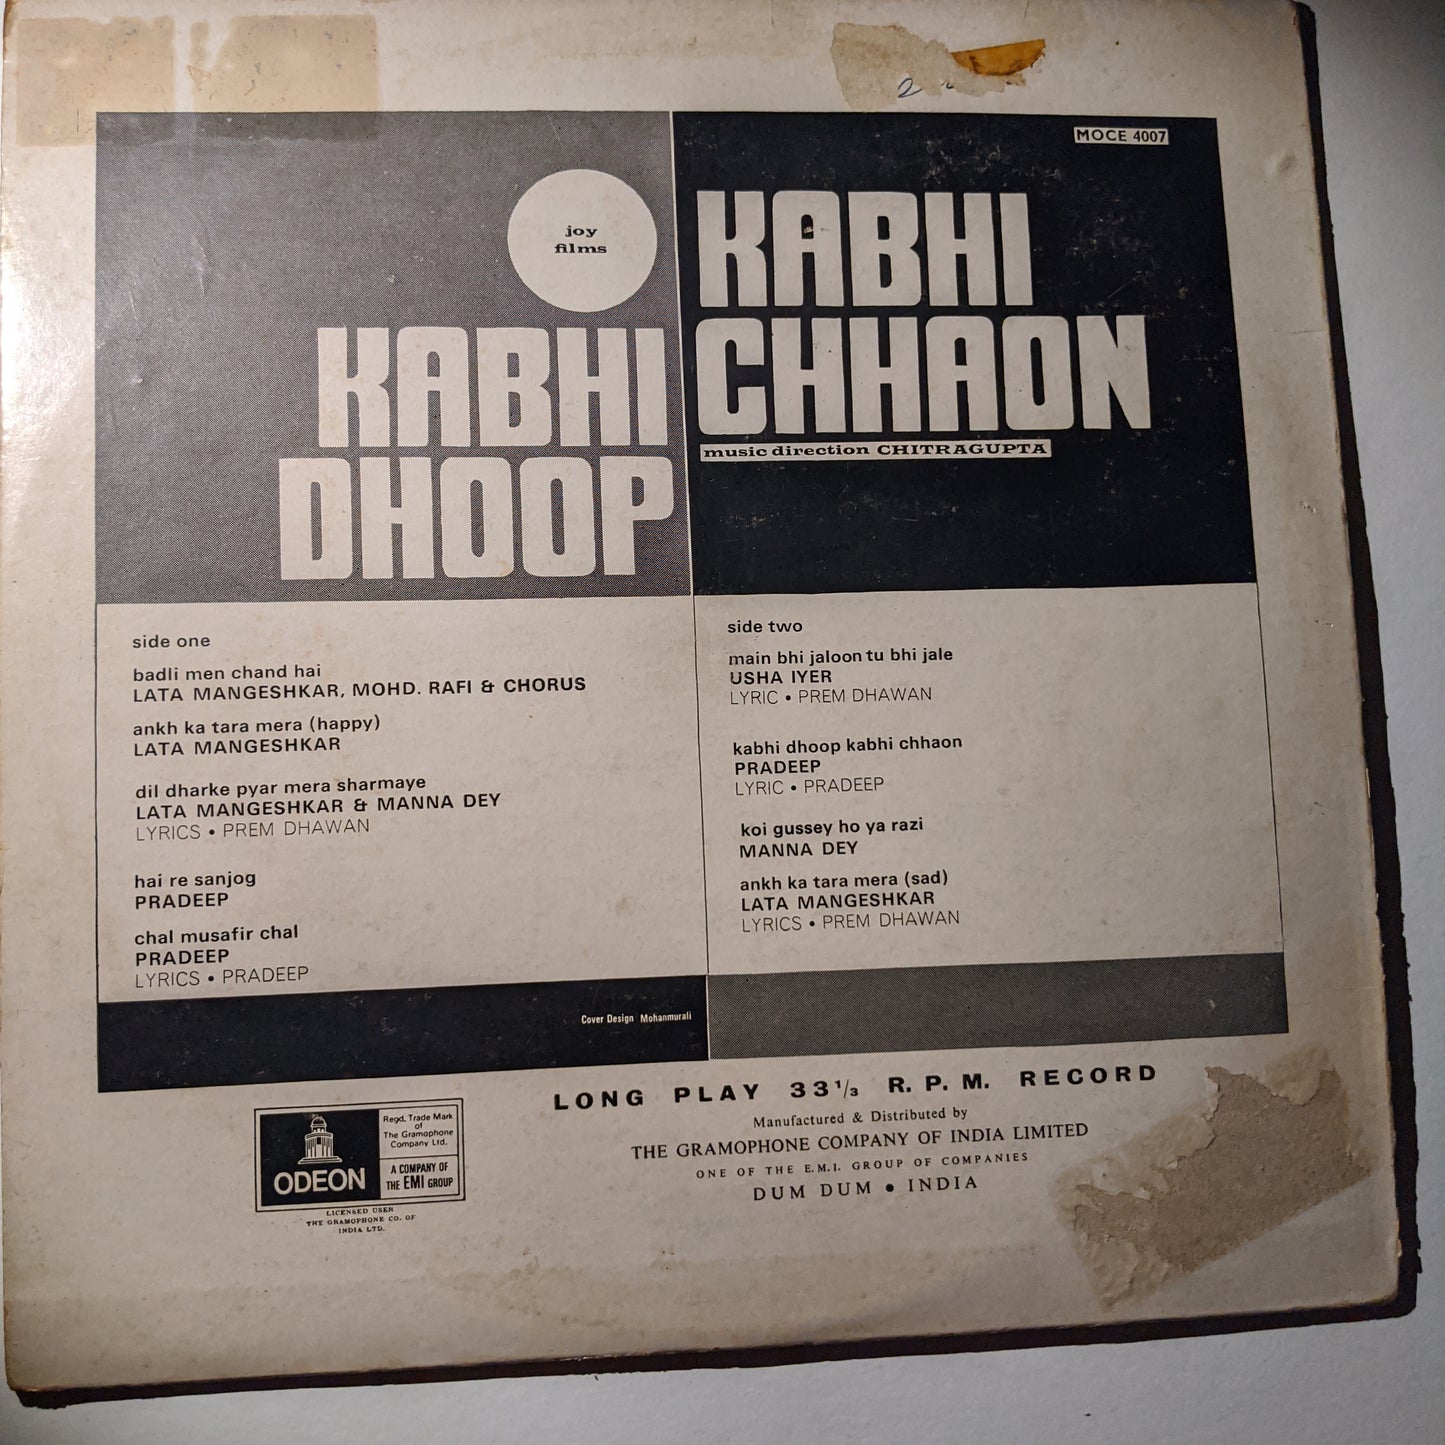 2
MOCE 4007
joy
films
KABHI
DHOOP
KABHI
CHHAON
music direction CHITRAGUPTA
side one
badli men chand hai
LATA MANGESHKAR, MOHD. RAFI & CHORUS
ankh ka tara mera (happy)
LATA MANGESHKAR
dil dharke pyar mera sharmaye
LATA MANGESHKAR & MANNA DEY
LYRICS • PREM DHAWAN
hai re sanjog
PRADEEP
chal musafir chal
PRADEEP
LYRICS • PRADEEP
side two
main bhi jaloon tu bhi jale
USHA IYER
LYRIC • PREM DHAWAN
kabhi dhoop kabhi chhaon
PRADEEP
LYRIC • PRADEEP
koi gussey ho ya razi
MANNA DEY
ankh ka tara mera (sad)
LATA MANGESHKAR
LYRICS • PREM DHAWAN
Cover Design Mohanmurali
LONG PLAY 33⅓ R.P.M. RECORD
Manufactured & Distributed by
THE GRAMOPHONE COMPANY OF INDIA LIMITED
ONE OF THE E.M.I. GROUP OF COMPANIES
DUM DUM • INDIA
ODEON
Regd. Trade Mark
of
The Gramophone
Company Ltd.
A COMPANY OF
THE EMI GROUP
LICENSED USER
THE GRAMOPHONE CO. OF
INDIA LTD.